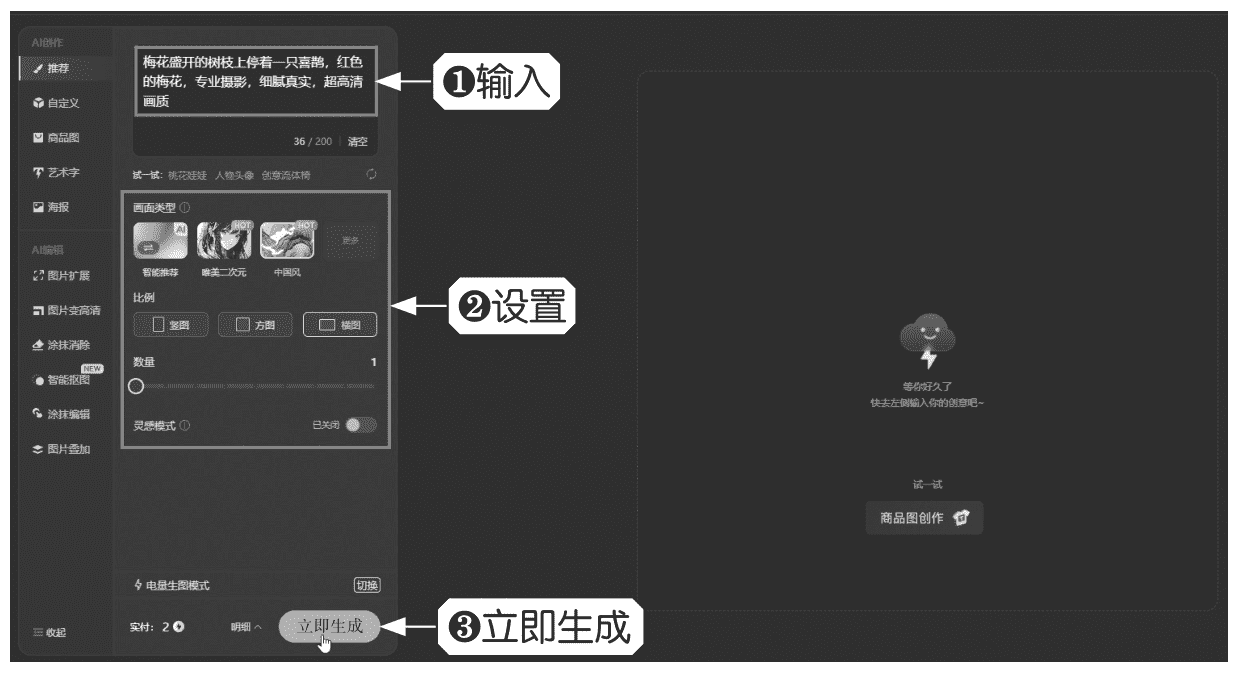 AI创作
推荐
自定义
商品图
艺术字
海报
AI编辑
图片扩展
图片变高清
涂抹消除
NEW
智能抠图
涂抹编辑
图片叠加
收起
梅花盛开的树枝上停着一只喜鹊，红色
的梅花，专业摄影，细腻真实，超高清
画质
36 / 200 清空
试一试: 桃花娃娃 人物头像 创意流体椅
画面类型
AI
HOT
HOT
更多
智能推荐 唯美二次元 中国风
比例
竖图 方图 横图
数量 1
灵感模式 已关闭
电量生图模式 切换
实付: 2 明细 立即生成
❶输入
❷设置
❸立即生成
等你好久了
快去左侧输入你的创意吧~
试一试
商品图创作